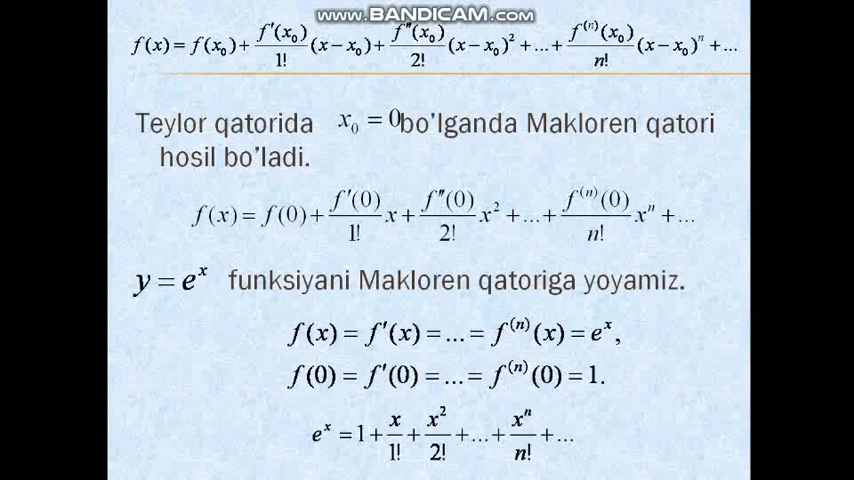 www.BANDICAM.com
f(x) = f(x₀) + f′(x₀)/1! (x − x₀) + f″(x₀)/2! (x − x₀)² + ... + f⁽ⁿ⁾(x₀)/n! (x − x₀)ⁿ + ...
Teylor qatorida x₀ = 0 bo'lganda Makloren qatori
hosil bo'ladi.
f(x) = f(0) + f′(0)/1! x + f″(0)/2! x² + ... + f⁽ⁿ⁾(0)/n! xⁿ + ...
y = eˣ funksiyani Makloren qatoriga yoyamiz.
f(x) = f′(x) = ... = f⁽ⁿ⁾(x) = eˣ,
f(0) = f′(0) = ... = f⁽ⁿ⁾(0) = 1.
eˣ = 1 + x/1! + x²/2! + ... + xⁿ/n! + ...